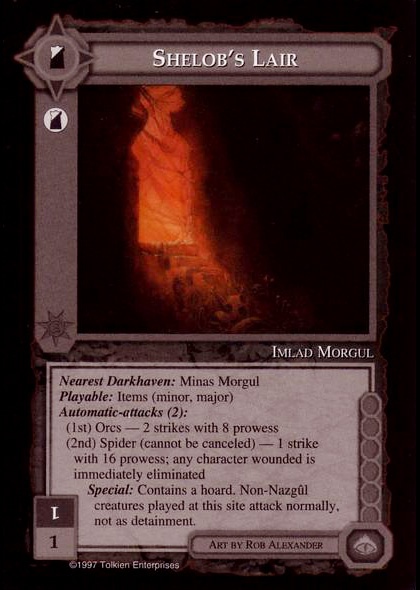 SHELOB'S LAIR
IMLAD MORGUL
Nearest Darkhaven: Minas Morgul
Playable: Items (minor, major)
Automatic-attacks (2):
(1st) Orcs — 2 strikes with 8 prowess
(2nd) Spider (cannot be canceled) — 1 strike
with 16 prowess; any character wounded is
immediately eliminated
Special: Contains a hoard. Non-Nazgûl
creatures played at this site attack normally,
not as detainment.
1
1
ART BY ROB ALEXANDER
©1997 Tolkien Enterprises